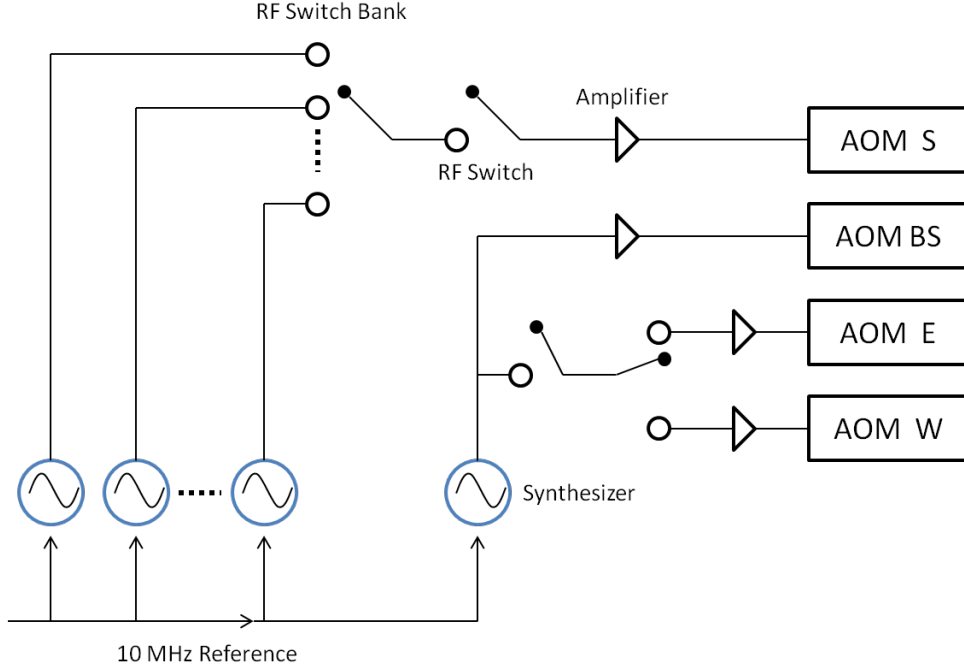 RF Switch Bank
Amplifier
AOM S
RF Switch
AOM BS
AOM E
AOM W
Synthesizer
10 MHz Reference